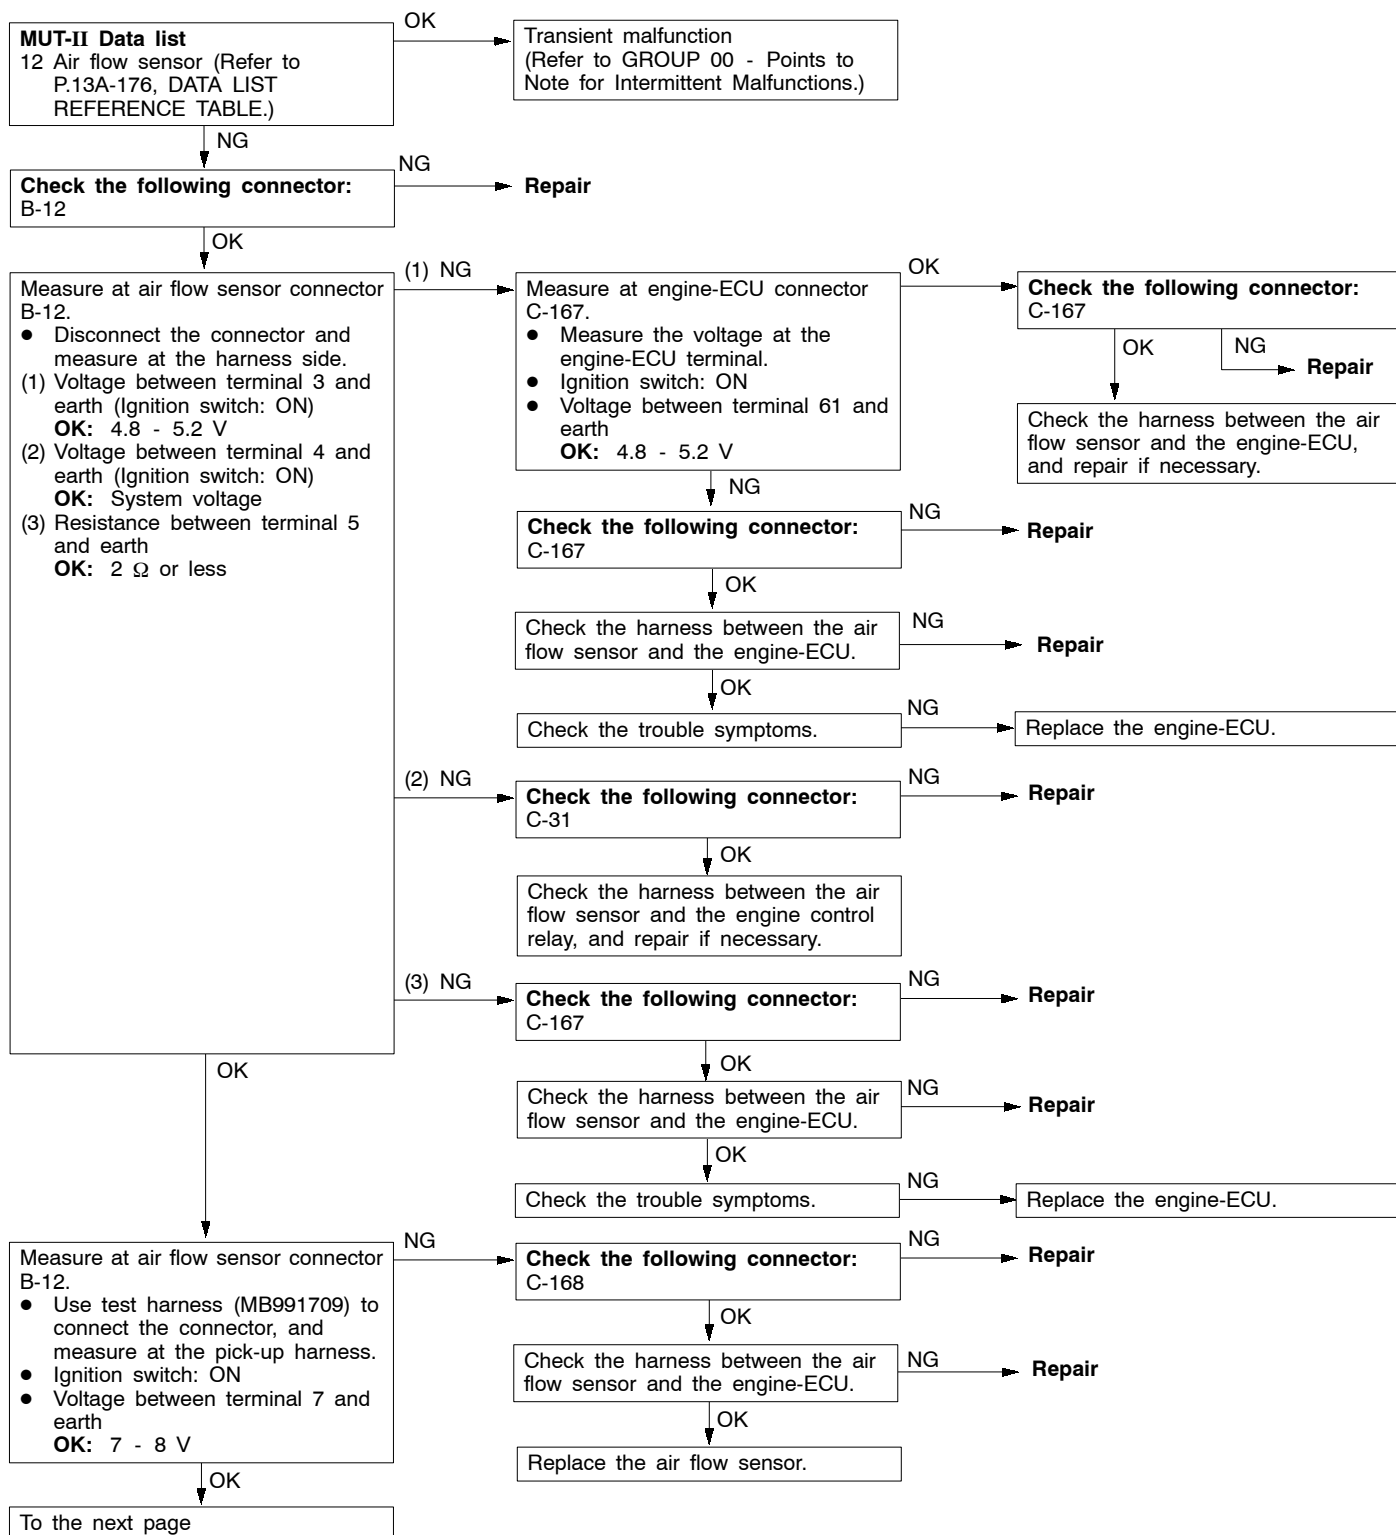 MUT-II Data list
12 Air flow sensor (Refer to
P.13A-176, DATA LIST
REFERENCE TABLE.)
OK
Transient malfunction
(Refer to GROUP 00 - Points to
Note for Intermittent Malfunctions.)
NG
Check the following connector:
B-12
NG
Repair
OK
Measure at air flow sensor connector
B-12.
● Disconnect the connector and
measure at the harness side.
(1) Voltage between terminal 3 and
earth (Ignition switch: ON)
OK: 4.8 - 5.2 V
(2) Voltage between terminal 4 and
earth (Ignition switch: ON)
OK: System voltage
(3) Resistance between terminal 5
and earth
OK: 2 Ω or less
(1) NG
Measure at engine-ECU connector
C-167.
● Measure the voltage at the
engine-ECU terminal.
● Ignition switch: ON
● Voltage between terminal 61 and
earth
OK: 4.8 - 5.2 V
OK
Check the following connector:
C-167
OK
NG
Repair
Check the harness between the air
flow sensor and the engine-ECU,
and repair if necessary.
NG
Check the following connector:
C-167
NG
Repair
OK
Check the harness between the air
flow sensor and the engine-ECU.
NG
Repair
OK
Check the trouble symptoms.
NG
Replace the engine-ECU.
(2) NG
Check the following connector:
C-31
NG
Repair
OK
Check the harness between the air
flow sensor and the engine control
relay, and repair if necessary.
(3) NG
Check the following connector:
C-167
NG
Repair
OK
Check the harness between the air
flow sensor and the engine-ECU.
NG
Repair
OK
Check the trouble symptoms.
NG
Replace the engine-ECU.
OK
Measure at air flow sensor connector
B-12.
● Use test harness (MB991709) to
connect the connector, and
measure at the pick-up harness.
● Ignition switch: ON
● Voltage between terminal 7 and
earth
OK: 7 - 8 V
NG
Check the following connector:
C-168
NG
Repair
OK
Check the harness between the air
flow sensor and the engine-ECU.
NG
Repair
OK
Replace the air flow sensor.
OK
To the next page